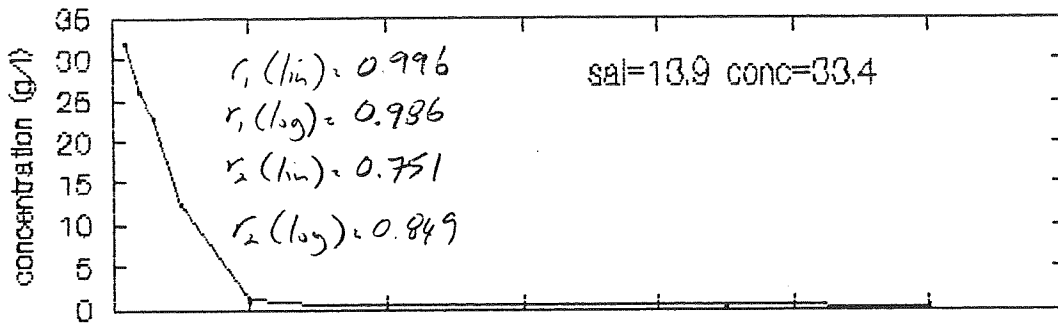 35
30
25
20
15
10
5
0
concentration (g/l)
r₁(lin) = 0.996
r₁(log) = 0.986
r₂(lin) = 0.751
r₂(log) = 0.849
sal=13.9 conc=33.4